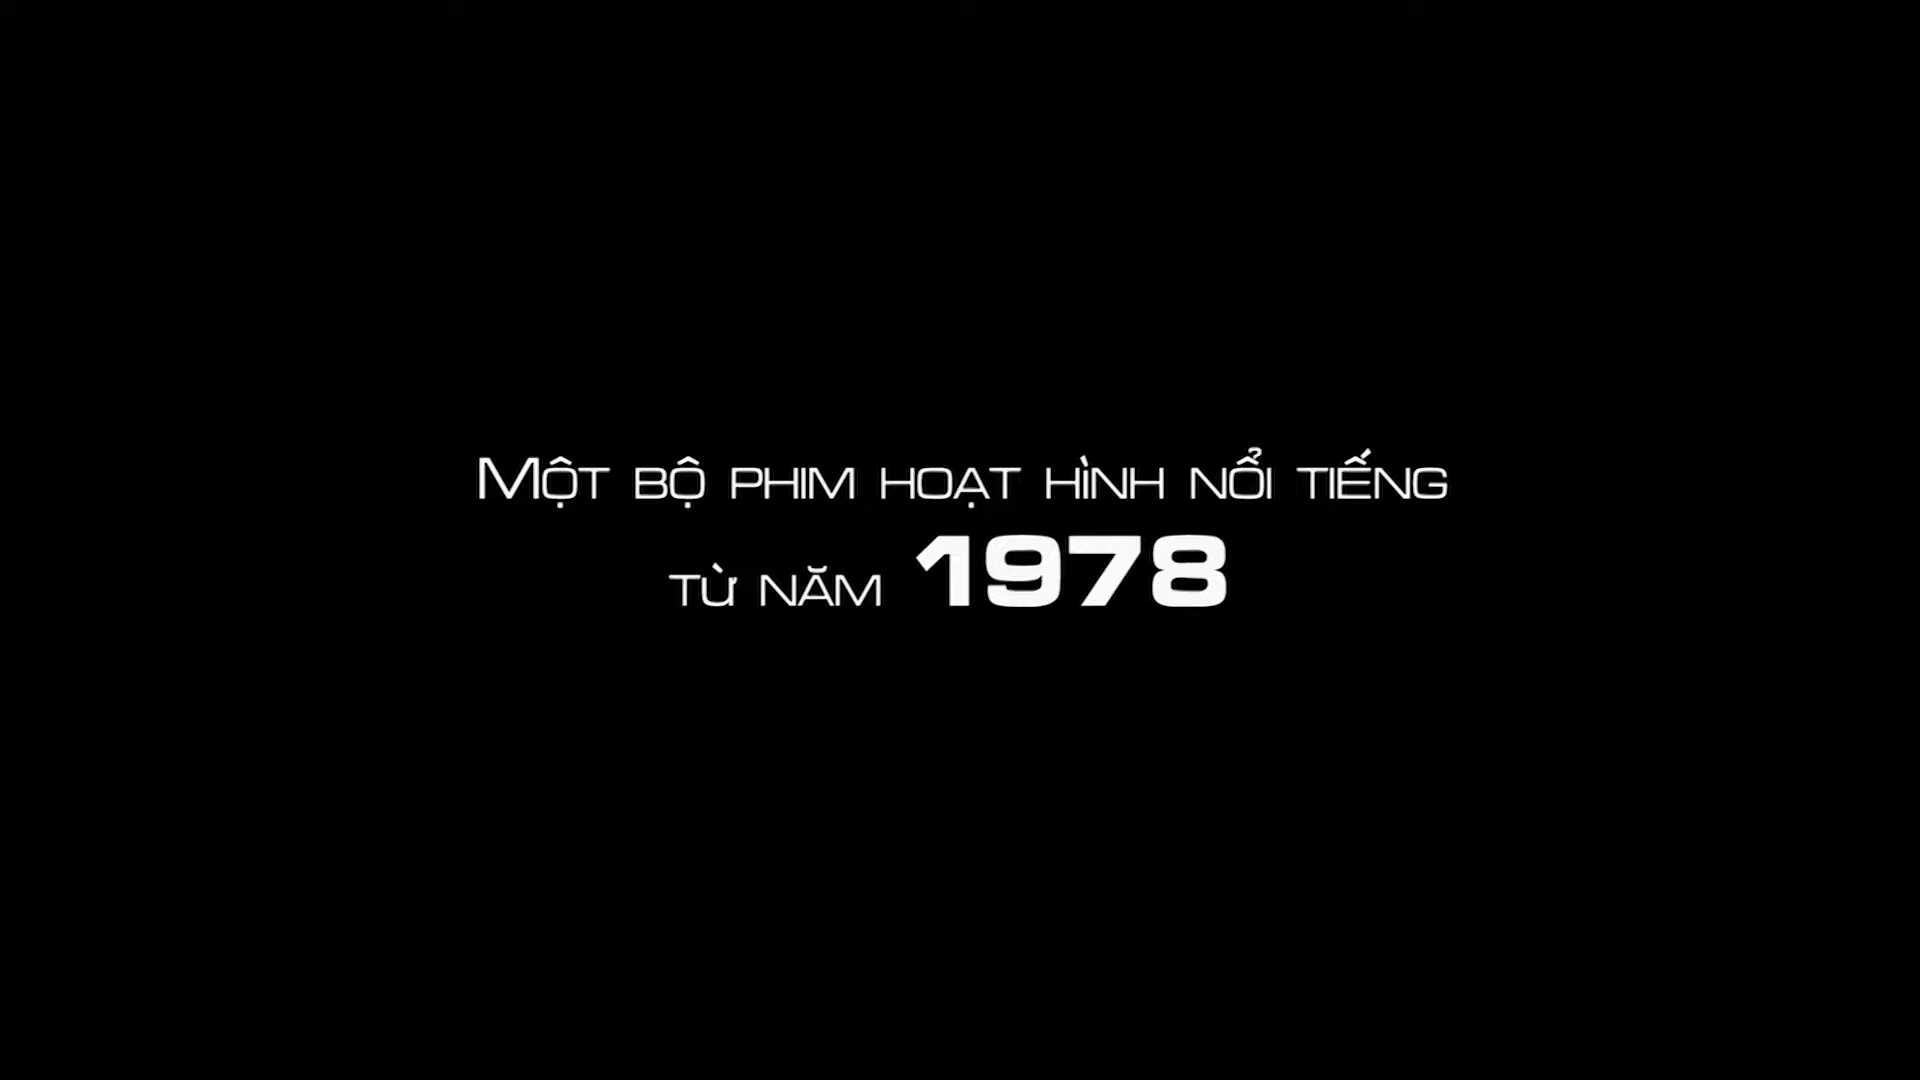 Một bộ phim hoạt hình nổi tiếng
từ năm 1978